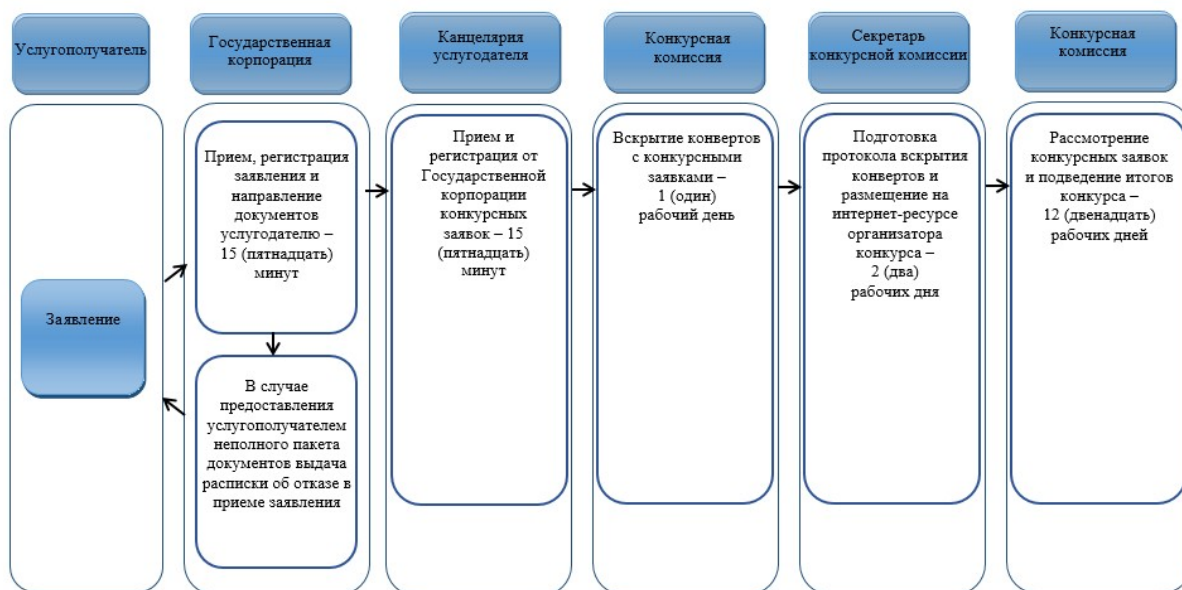 Услугополучатель
Государственная
корпорация
Канцелярия
услугодателя
Конкурсная
комиссия
Секретарь
конкурсной комиссии
Конкурсная
комиссия
Заявление
Прием, регистрация
заявления и
направление
документов
услугодателю –
15 (пятнадцать)
минут
В случае
предоставления
услугополучателем
неполного пакета
документов выдача
расписки об отказе в
приеме заявления
Прием и
регистрация от
Государственной
корпорации
конкурсных
заявок – 15
(пятнадцать)
минут
Вскрытие конвертов
с конкурсными
заявками –
1 (один)
рабочий день
Подготовка
протокола вскрытия
конвертов и
размещение на
интернет-ресурсе
организатора
конкурса –
2 (два)
рабочих дня
Рассмотрение
конкурсных заявок
и подведение итогов
конкурса –
12 (двенадцать)
рабочих дней